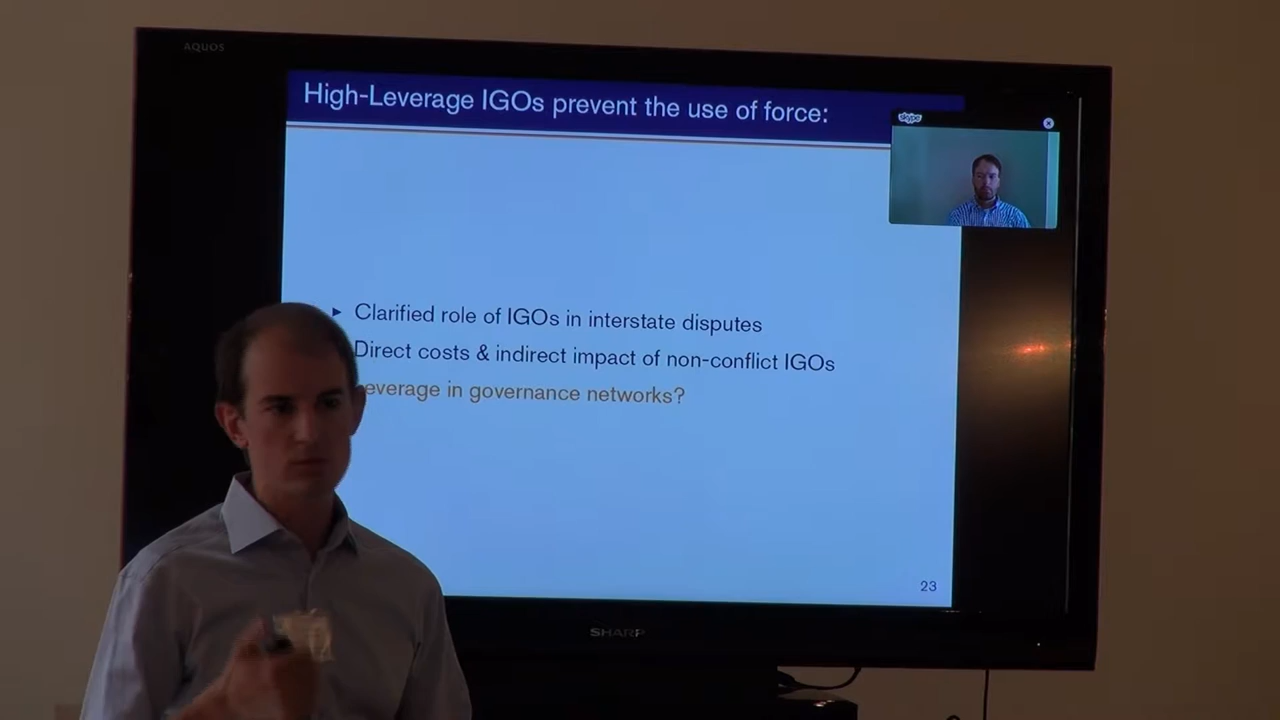 AQUOS
High-Leverage IGOs prevent the use of force:
skype
Clarified role of IGOs in interstate disputes
Direct costs & indirect impact of non-conflict IGOs
everage in governance networks?
23
SHARP